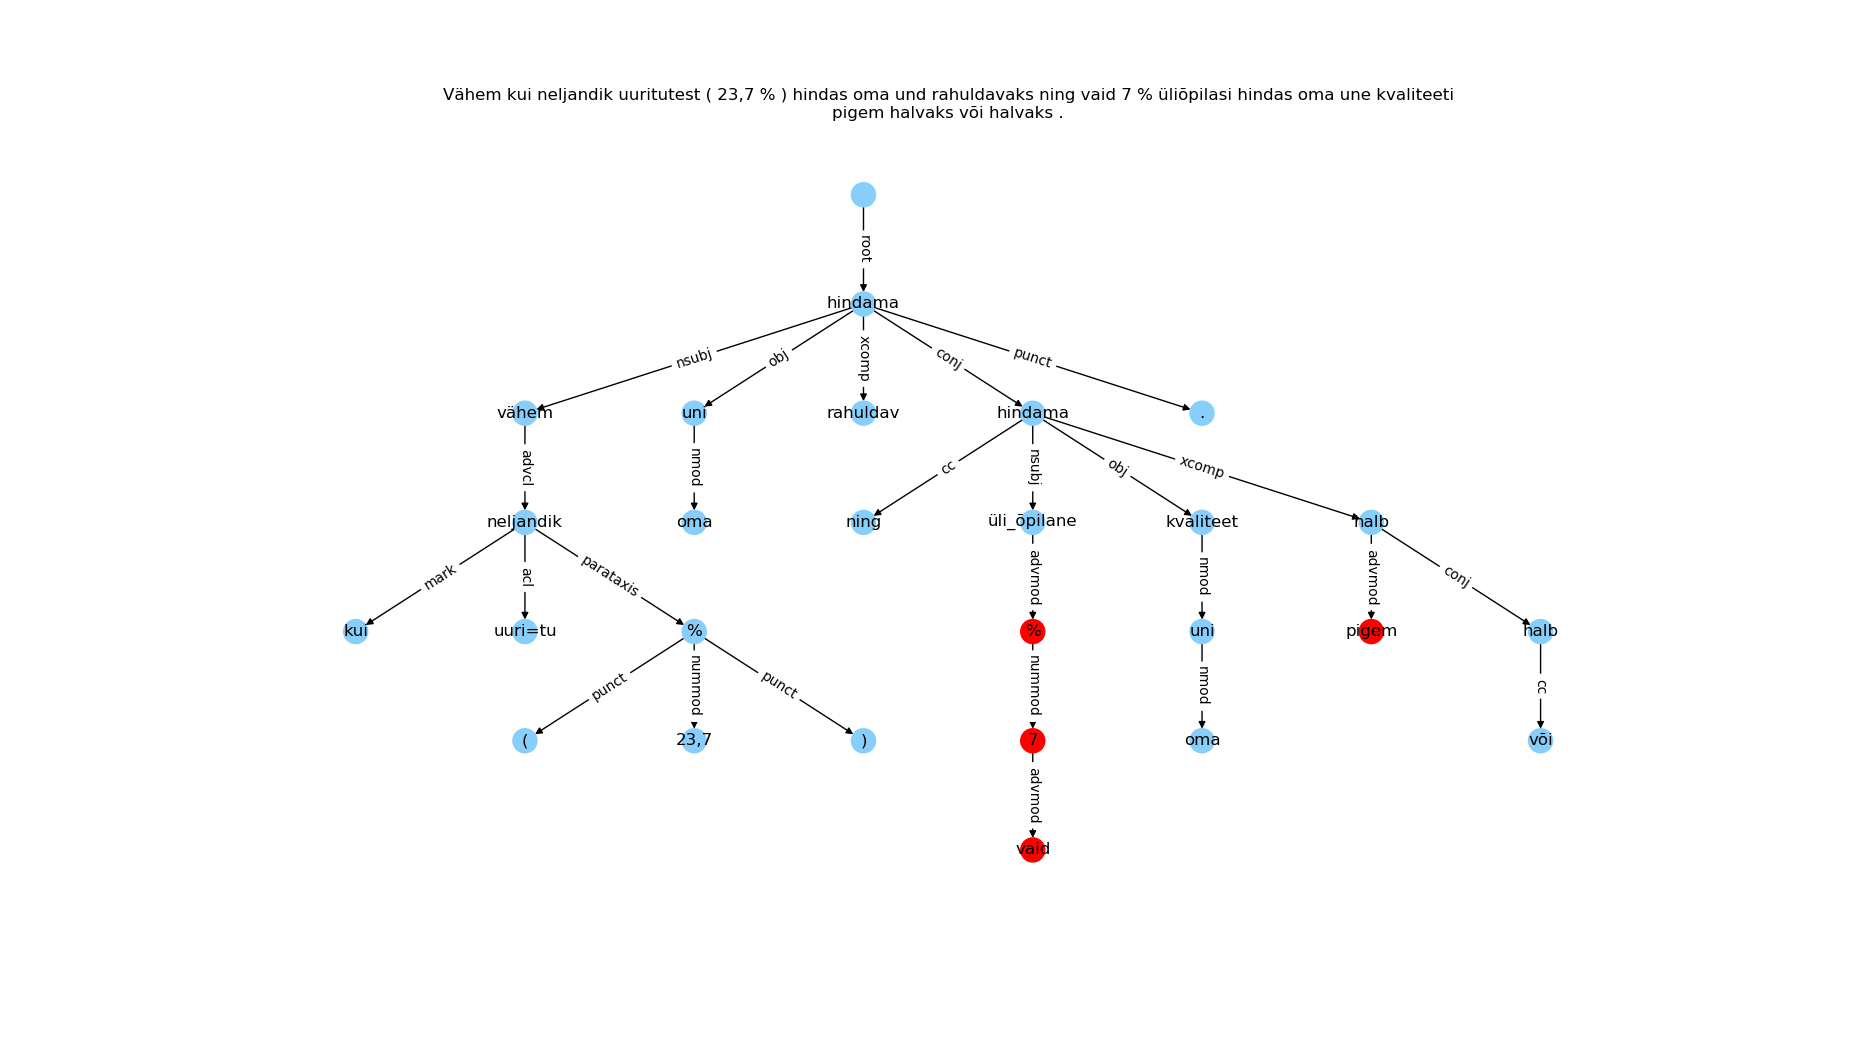 Vähem kui neljandik uuritutest ( 23,7 % ) hindas oma und rahuldavaks ning vaid 7 % üliõpilasi hindas oma une kvaliteeti
pigem halvaks või halvaks .
root
hindama
nsubj obj xcomp conj punct
vähem uni rahuldav hindama .
advcl nmod cc nsubj obj xcomp
neljandik oma ning üli_õpilane kvaliteet halb
mark acl parataxis advmod nmod advmod conj
kui uuri=tu % % uni pigem halb
punct nummod punct nummod nmod cc
( 23,7 ) 7 oma või
advmod
vaid